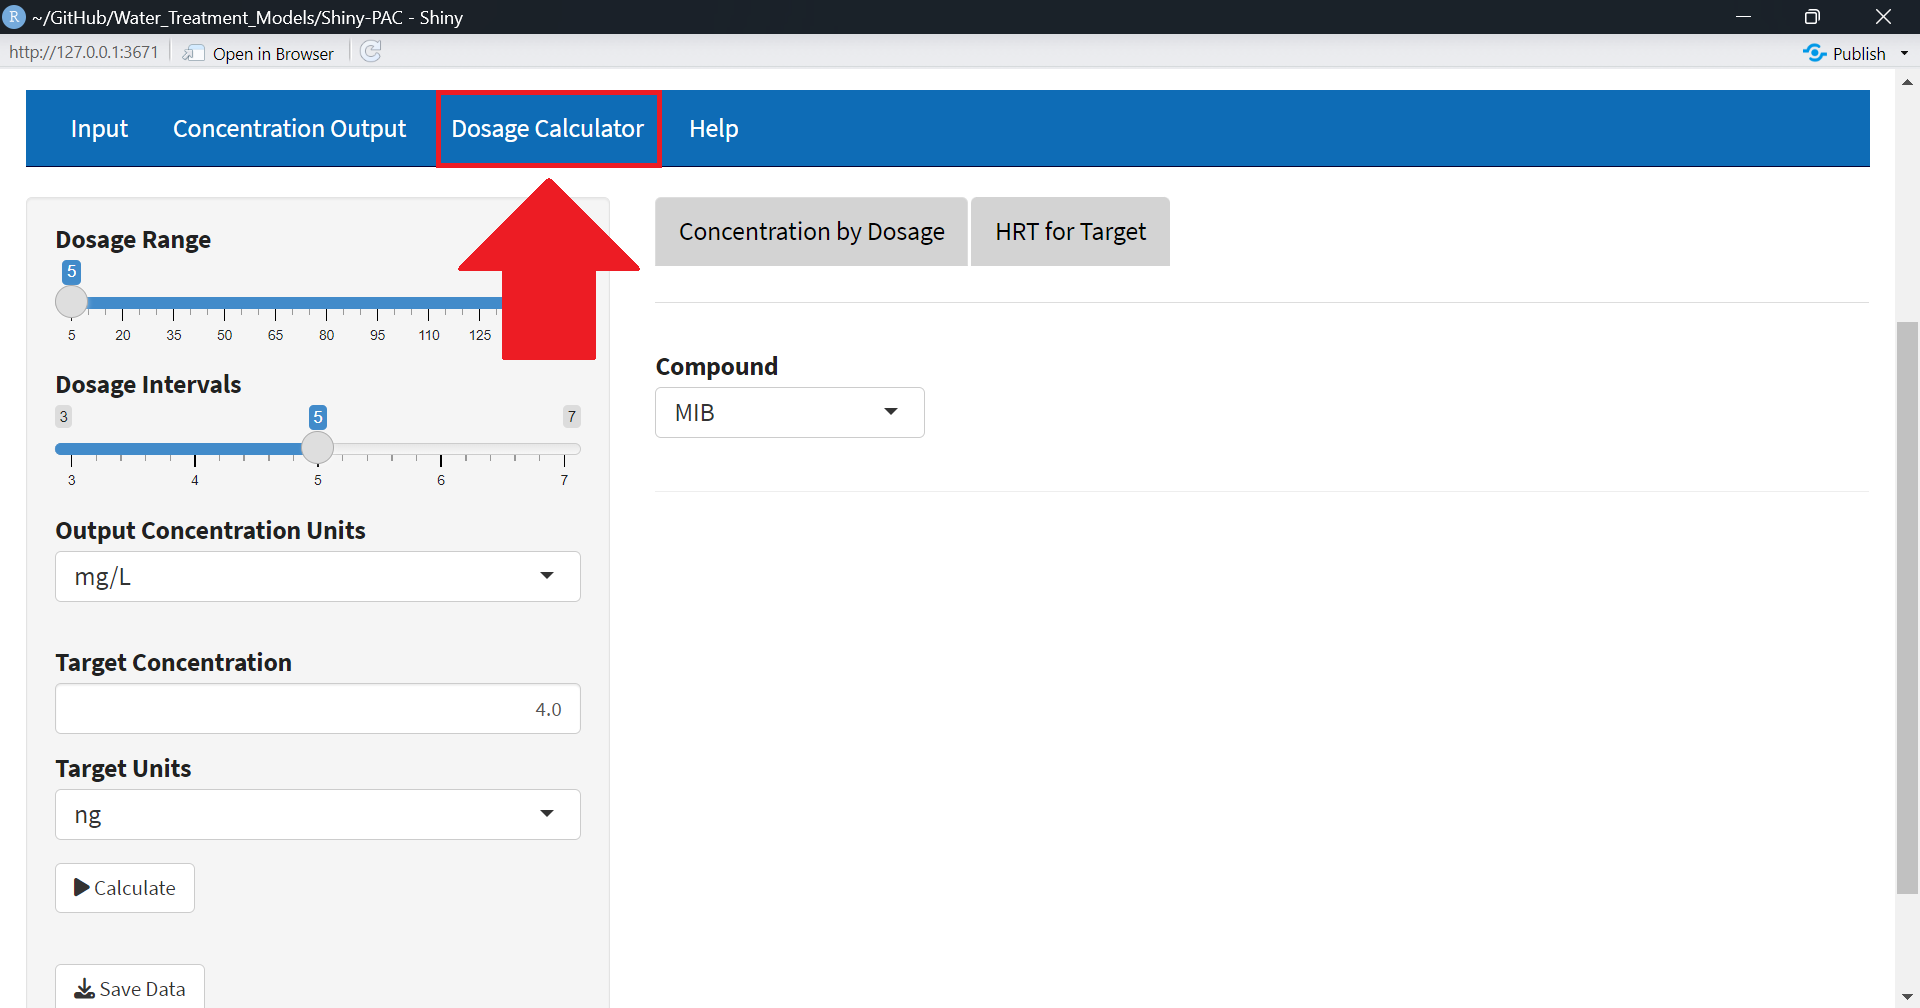 R ~/GitHub/Water_Treatment_Models/Shiny-PAC - Shiny
http://127.0.0.1:3671 Open in Browser Publish
Input Concentration Output Dosage Calculator Help
Concentration by Dosage HRT for Target
Dosage Range
5
5 20 35 50 65 80 95 110 125
Dosage Intervals
3 5 7
3 4 5 6 7
Output Concentration Units
mg/L
Target Concentration
4.0
Target Units
ng
Calculate
Save Data
Compound
MIB